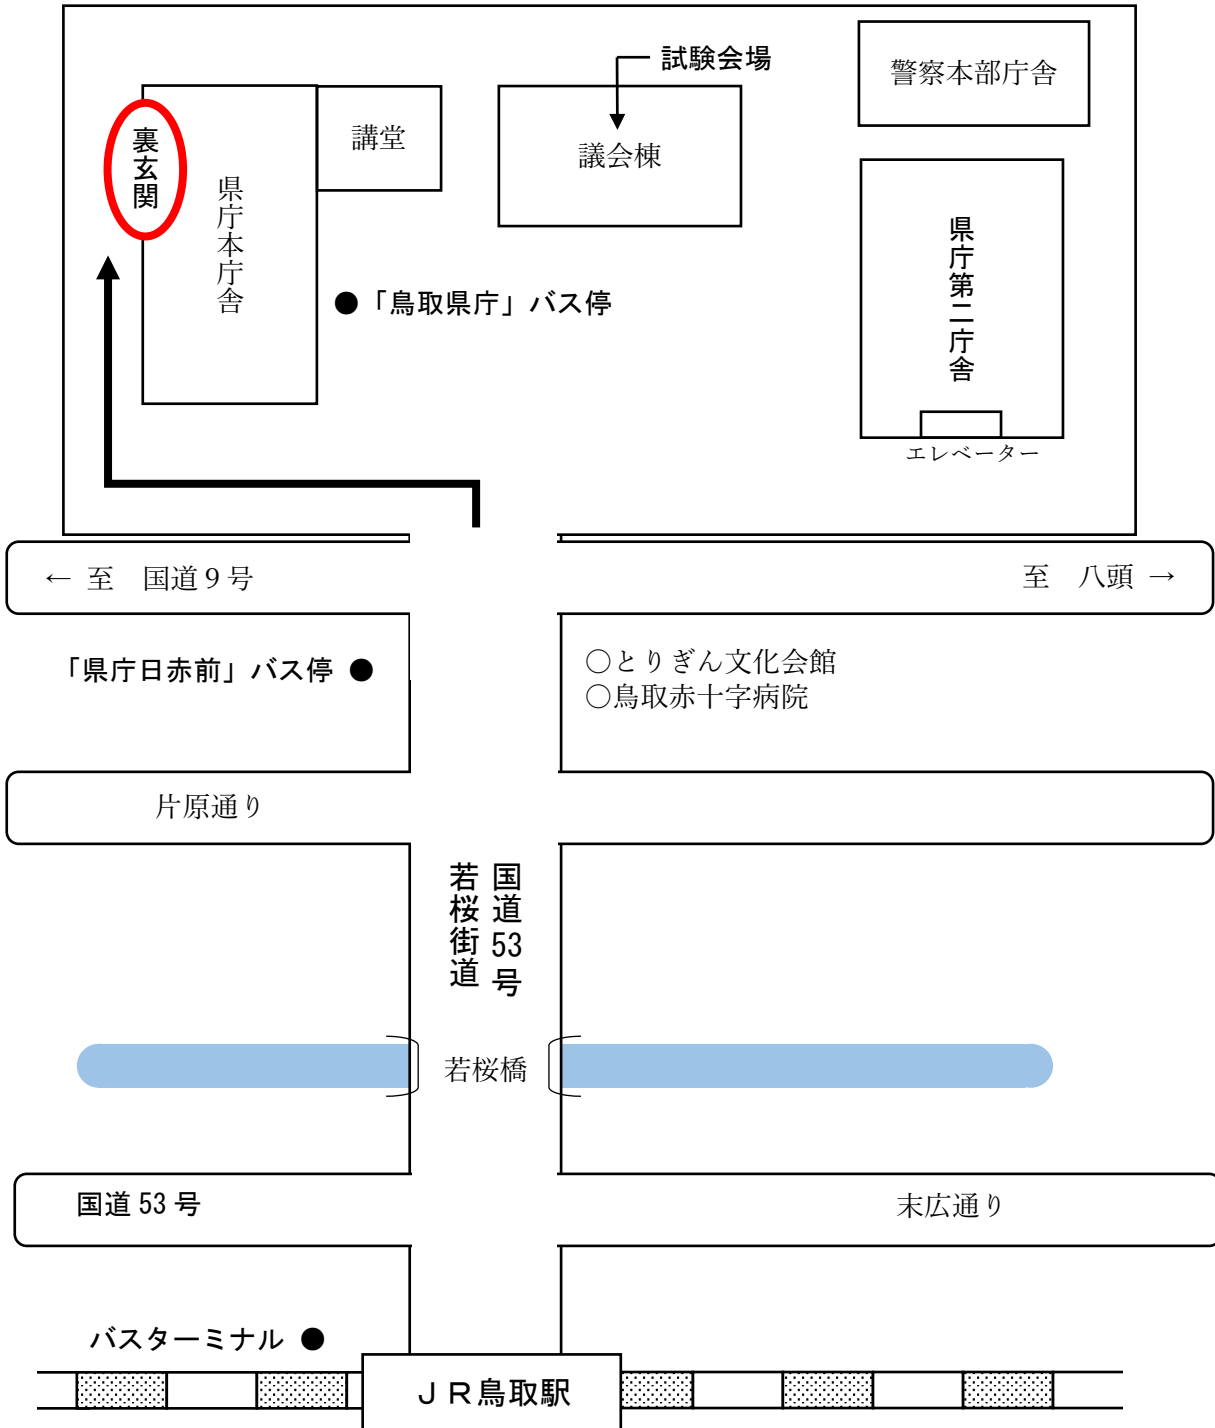 試験会場
警察本部庁舎
裏玄関
講堂
議会棟
県庁本庁舎
県庁第二庁舎
●「鳥取県庁」バス停
エレベーター
← 至　国道９号
至　八頭 →
「県庁日赤前」バス停 ●
○とりぎん文化会館
○鳥取赤十字病院
片原通り
国道53号
若桜街道
若桜橋
国道 53 号
末広通り
バスターミナル ●
ＪＲ鳥取駅